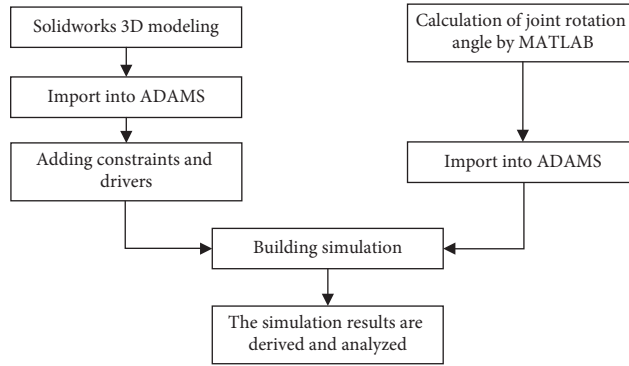 Solidworks 3D modeling
Import into ADAMS
Adding constraints and
drivers
Calculation of joint rotation
angle by MATLAB
Import into ADAMS
Building simulation
The simulation results are
derived and analyzed